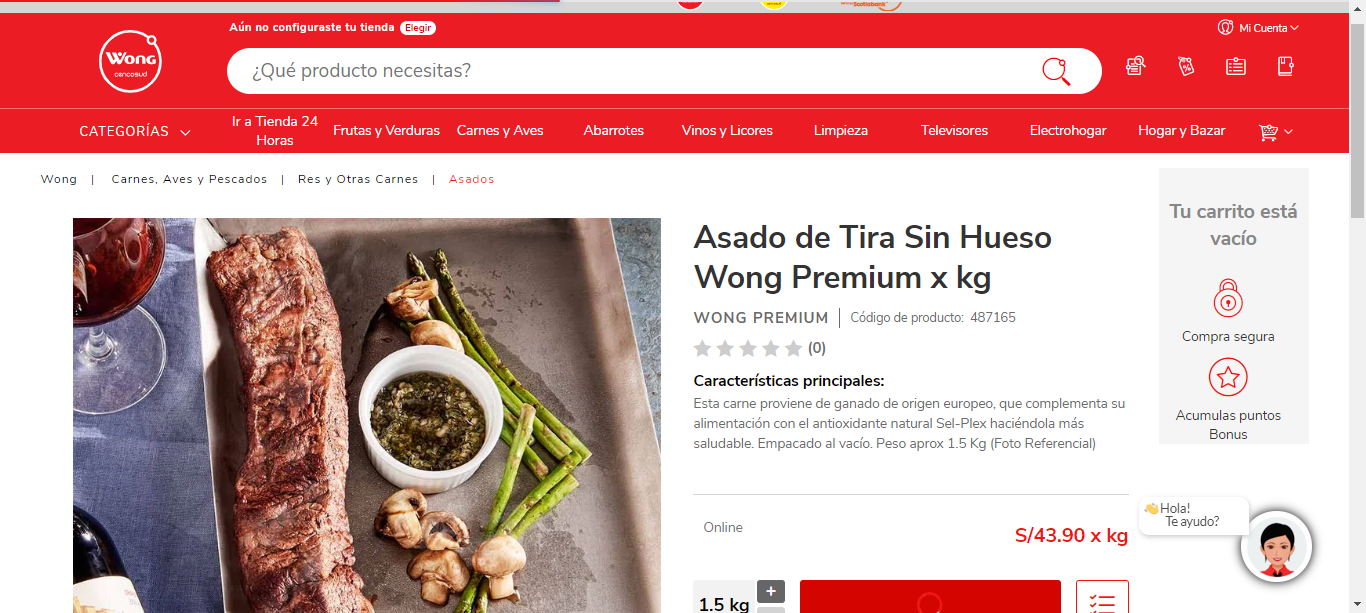 Scotiabank
Aún no configuraste tu tienda Elegir
Mi Cuenta
Wong
cencosud
¿Qué producto necesitas?
CATEGORÍAS
Ir a Tienda 24
Horas
Frutas y Verduras
Carnes y Aves
Abarrotes
Vinos y Licores
Limpieza
Televisores
Electrohogar
Hogar y Bazar
Wong | Carnes, Aves y Pescados | Res y Otras Carnes | Asados
Asado de Tira Sin Hueso
Wong Premium x kg
WONG PREMIUM | Código de producto: 487165
(0)
Características principales:
Esta carne proviene de ganado de origen europeo, que complementa su
alimentación con el antioxidante natural Sel-Plex haciéndola más
saludable. Empacado al vacío. Peso aprox 1.5 Kg (Foto Referencial)
Online
S/43.90 x kg
1.5 kg
+
Tu carrito está
vacío
Compra segura
Acumulas puntos
Bonus
👋Hola!
Te ayudo?